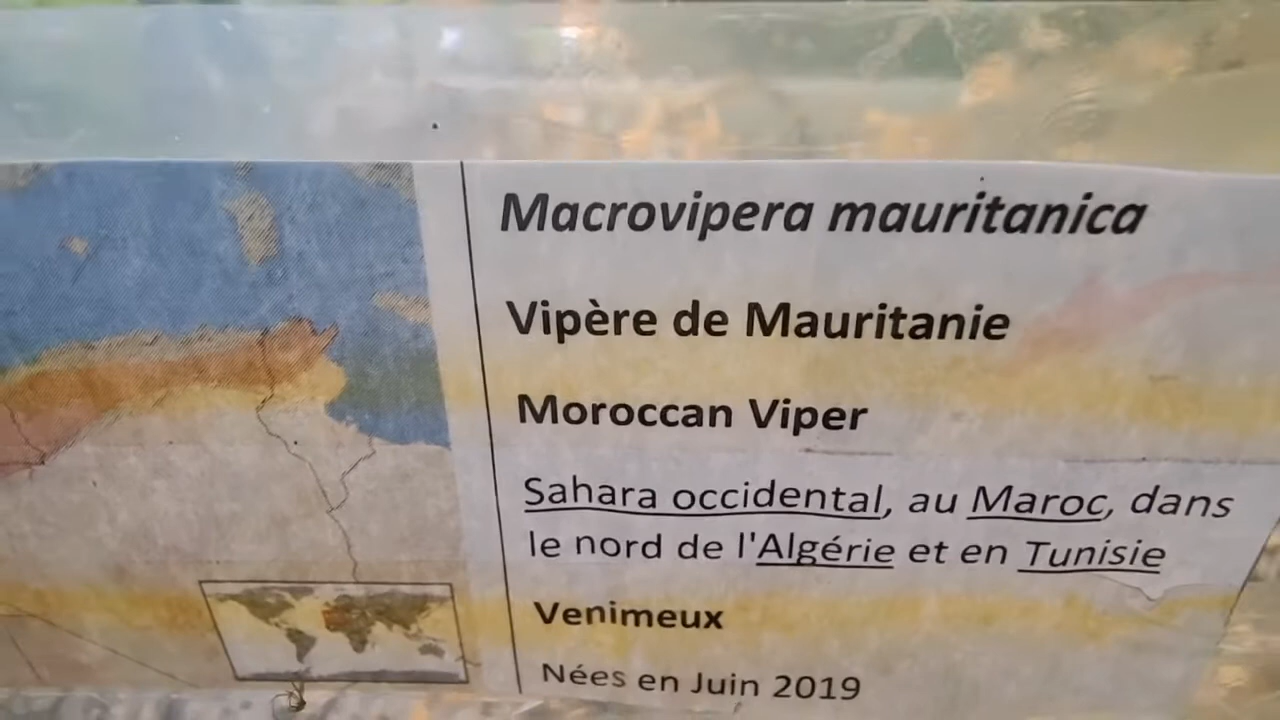 Macrovipera mauritanica
Vipère de Mauritanie
Moroccan Viper
Sahara occidental, au Maroc, dans
le nord de l'Algérie et en Tunisie
Venimeux
Nées en Juin 2019